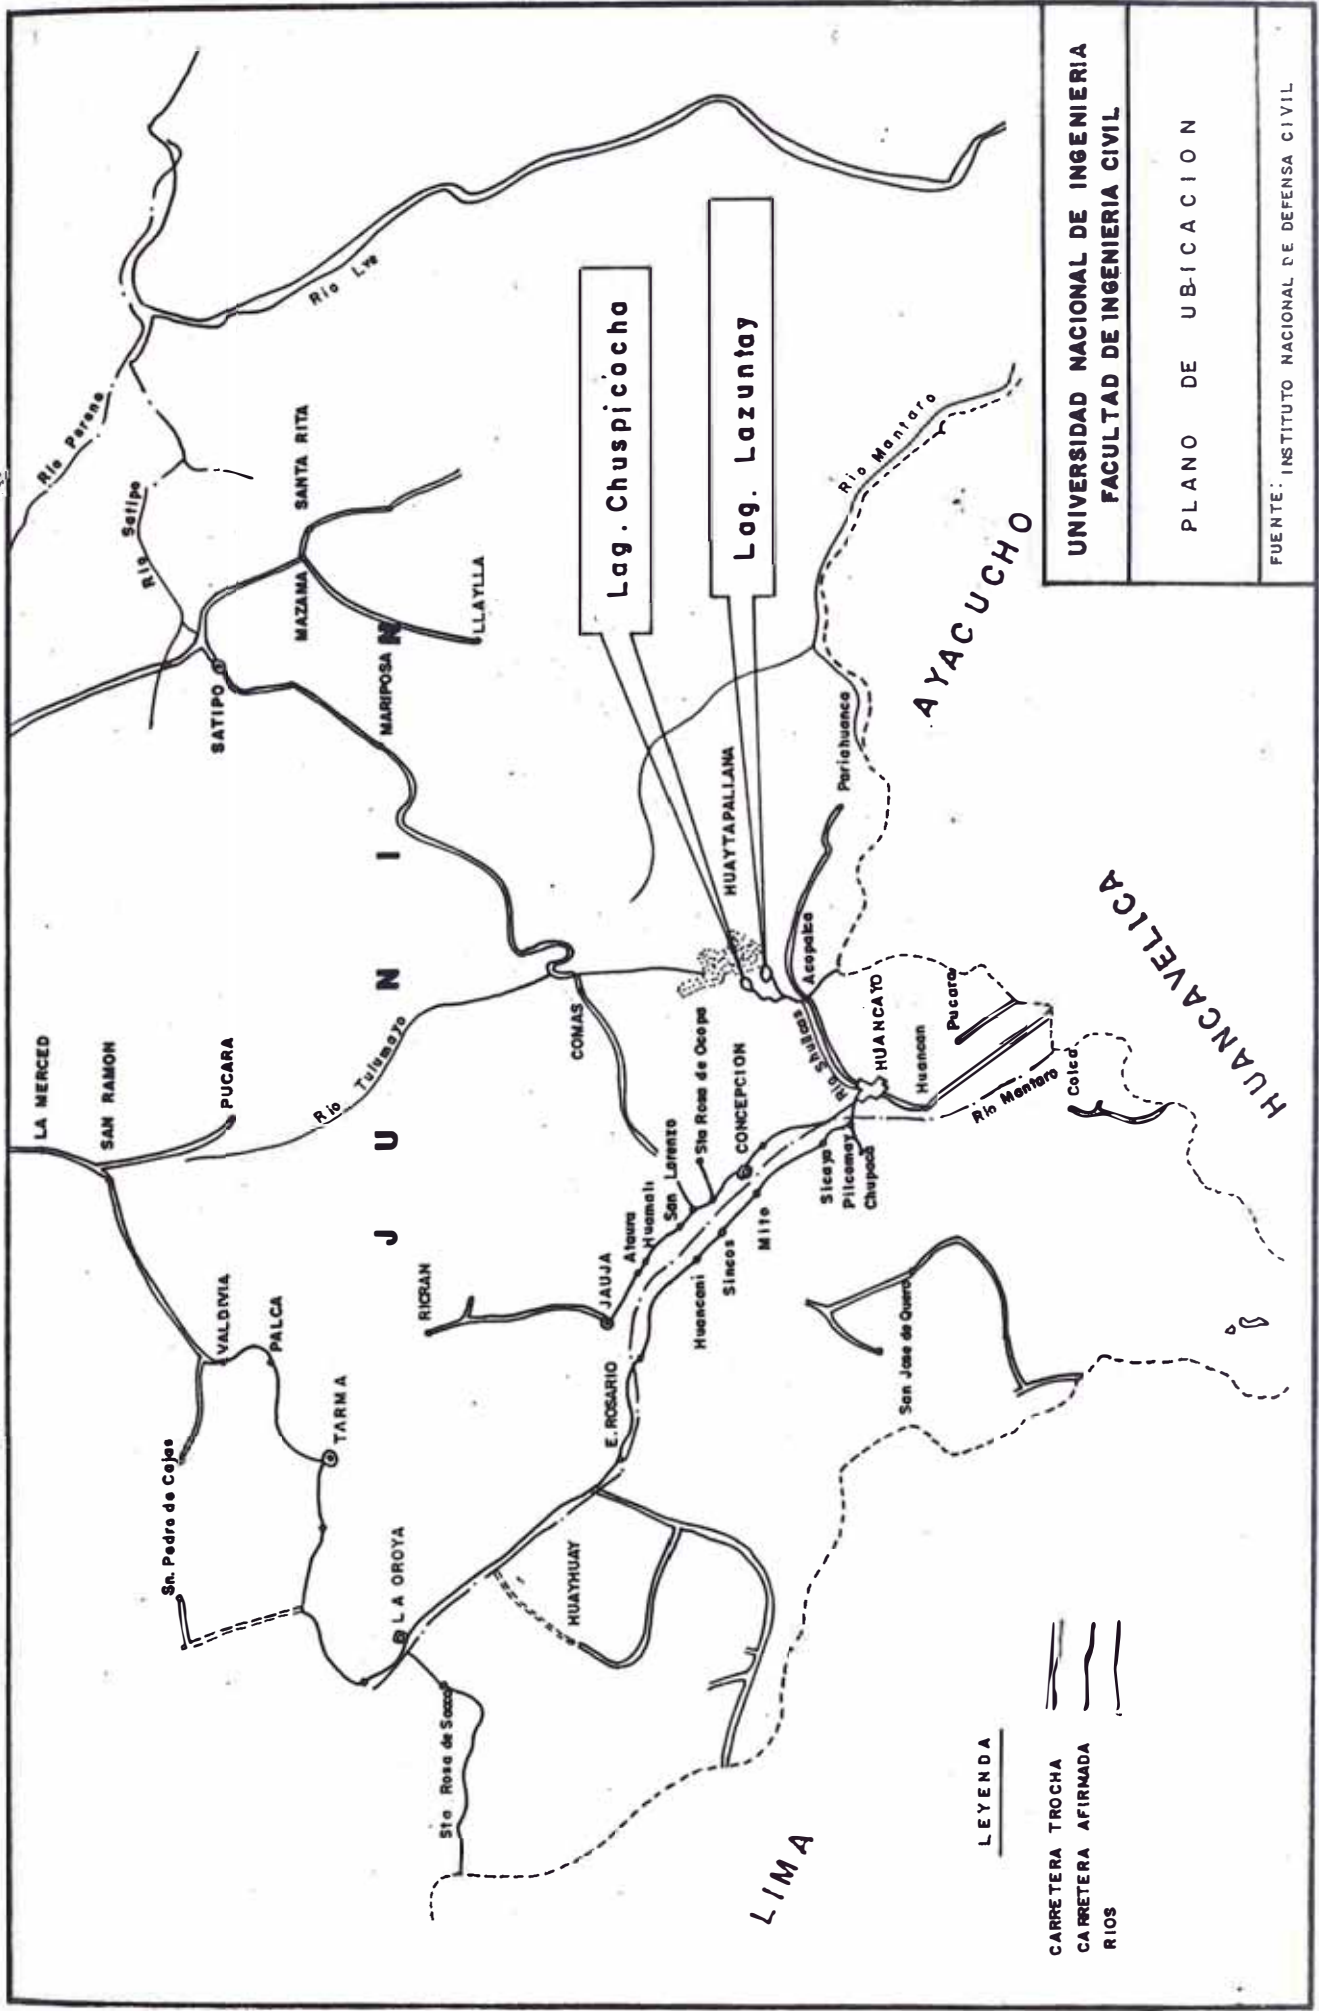 LA MERCED
SAN RAMON
PUCARA
VALDIVIA
PALCA
TARMA
Sn. Pedro de Cajas
LA OROYA
Sta Rosa de Sacco
HUAYHUAY
E. ROSARIO
RICRAN
JAUJA
Ataura
Huamali
San Lorenzo
Sta Rosa de Ocopa
CONCEPCION
Huancani
Sincos
Mito
Sicaya
Pilcomay
Chupaca
San Jose de Quero
COMAS
Rio Tulumayo
JUNIN
SATIPO
Rio Satipo
MAZAMA
SANTA RITA
MARIPOSA
LLAYLLA
Rio Perene
Lag. Chuspicocha
Lag. Lazuntay
HUAYTAPALLANA
Acopalca
Pariahuanca
Rio Shullcas
HUANCAYO
Huancan
Pucara
Rio Mantaro
Colca
Rio Mantaro
AYACUCHO
HUANCAVELICA
LIMA
LEYENDA
CARRETERA TROCHA
CARRETERA AFIRMADA
RIOS
UNIVERSIDAD NACIONAL DE INGENIERIA
FACULTAD DE INGENIERIA CIVIL
PLANO DE UBICACION
FUENTE: INSTITUTO NACIONAL DE DEFENSA CIVIL